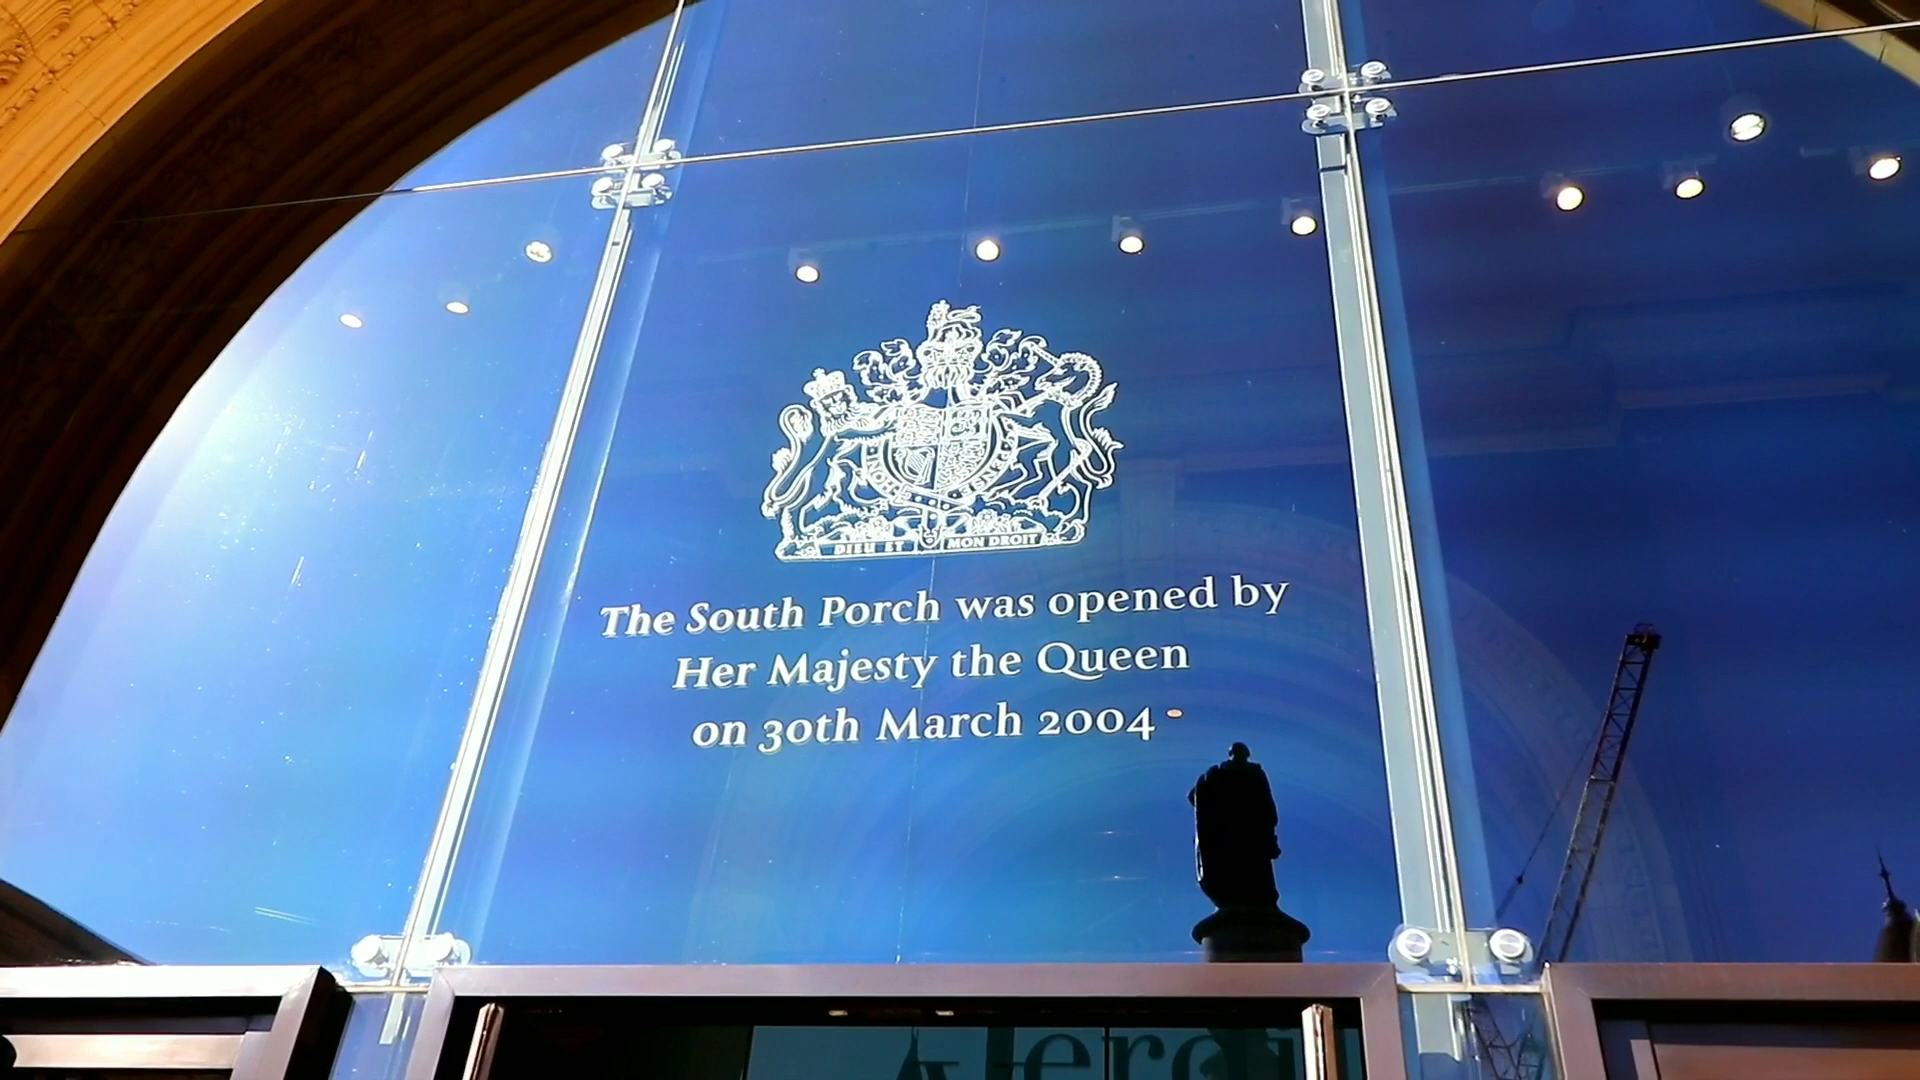 DIEU ET MON DROIT
The South Porch was opened by
Her Majesty the Queen
on 30th March 2004